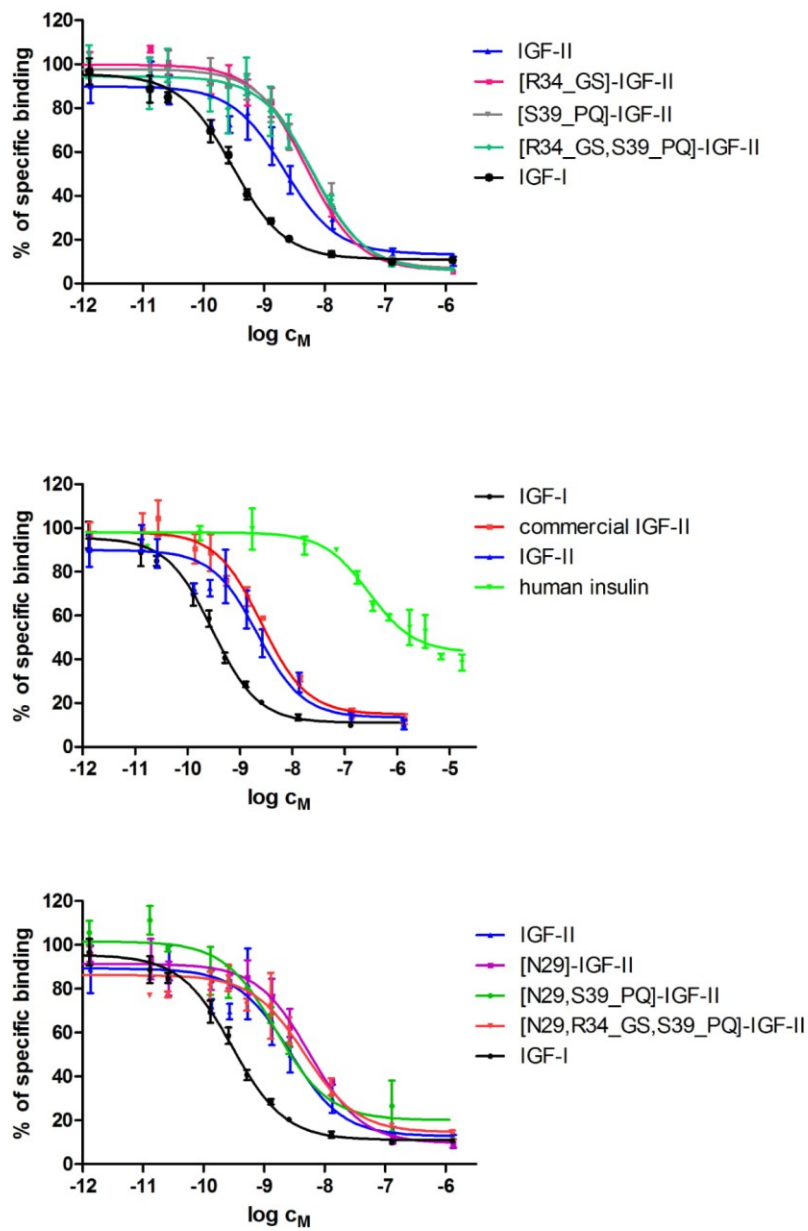 120
100
80
60
40
20
0
% of specific binding
-12 -11 -10 -9 -8 -7 -6
log cM
IGF-II
[R34_GS]-IGF-II
[S39_PQ]-IGF-II
[R34_GS,S39_PQ]-IGF-II
IGF-I
120
100
80
60
40
20
0
% of specific binding
-12 -11 -10 -9 -8 -7 -6 -5
log cM
IGF-I
commercial IGF-II
IGF-II
human insulin
120
100
80
60
40
20
0
% of specific binding
-12 -11 -10 -9 -8 -7 -6
log cM
IGF-II
[N29]-IGF-II
[N29,S39_PQ]-IGF-II
[N29,R34_GS,S39_PQ]-IGF-II
IGF-I